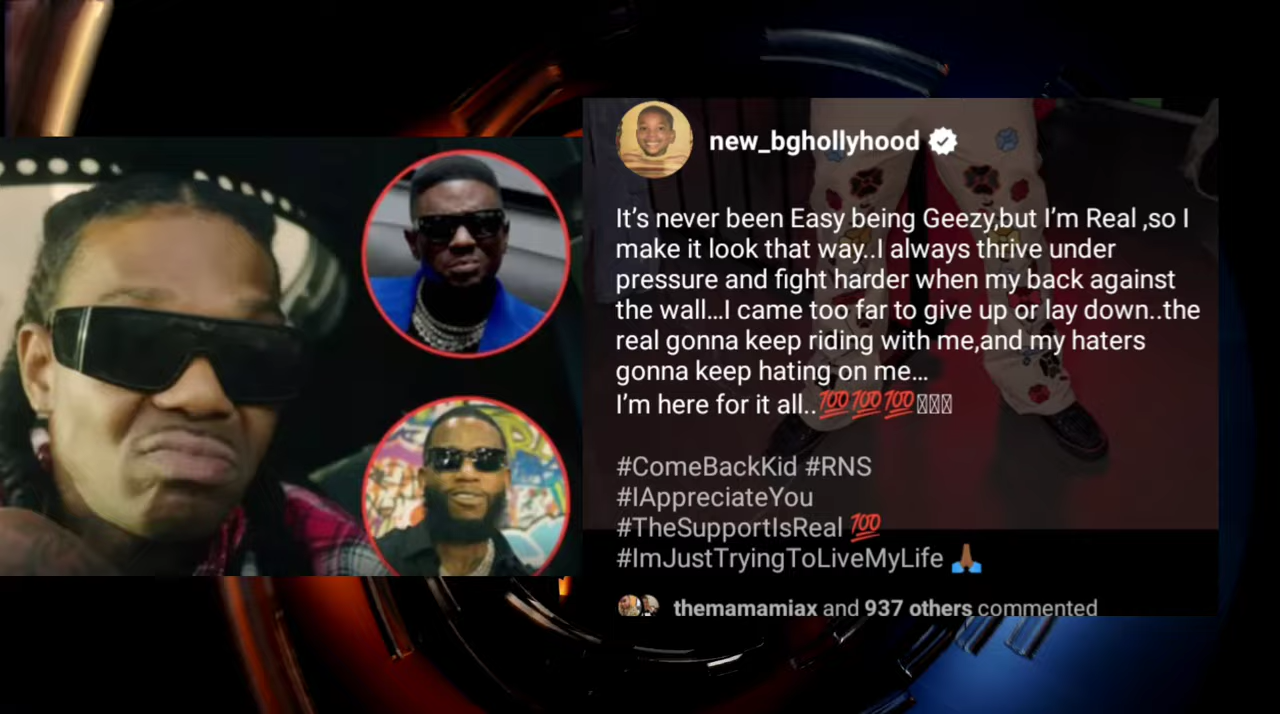 new_bghollyhood
It’s never been Easy being Geezy,but I’m Real ,so I
make it look that way..I always thrive under
pressure and fight harder when my back against
the wall…I came too far to give up or lay down..the
real gonna keep riding with me,and my haters
gonna keep hating on me…
I’m here for it all..💯💯💯
#ComeBackKid #RNS
#IAppreciateYou
#TheSupportIsReal 💯
#ImJustTryingToLiveMyLife 🙏🏾
themamamiax and 937 others commented